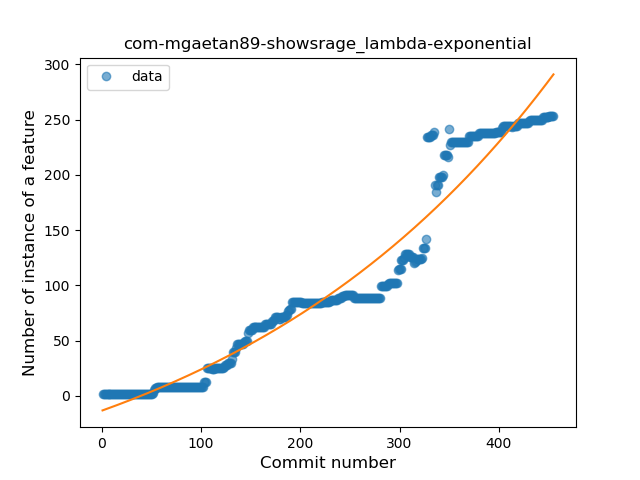 com-mgaetan89-showsrage_lambda-exponential
data
Number of instance of a feature
300
250
200
150
100
50
0
0 100 200 300 400
Commit number